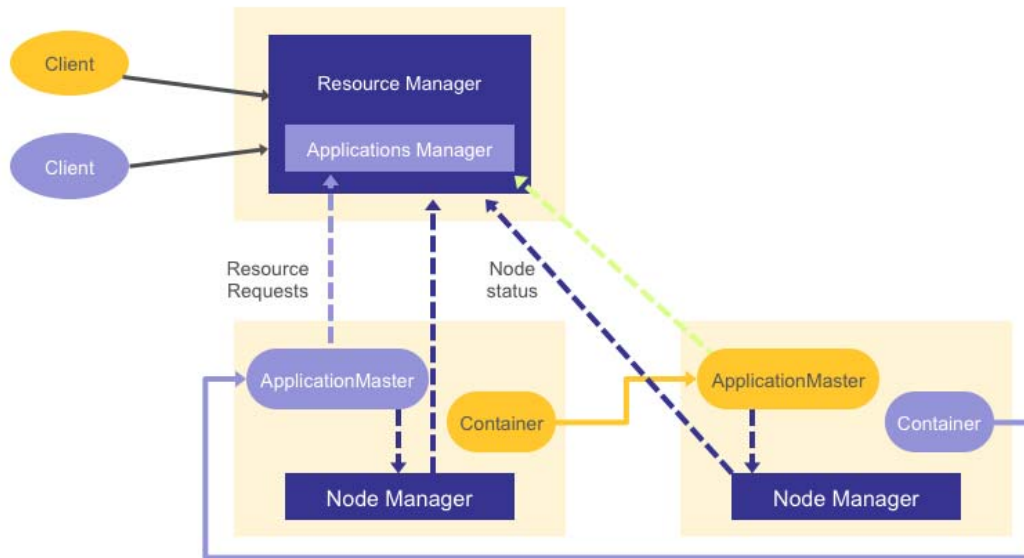 Client
Client
Resource Manager
Applications Manager
Resource
Requests
Node
status
ApplicationMaster
Container
Node Manager
ApplicationMaster
Container
Node Manager